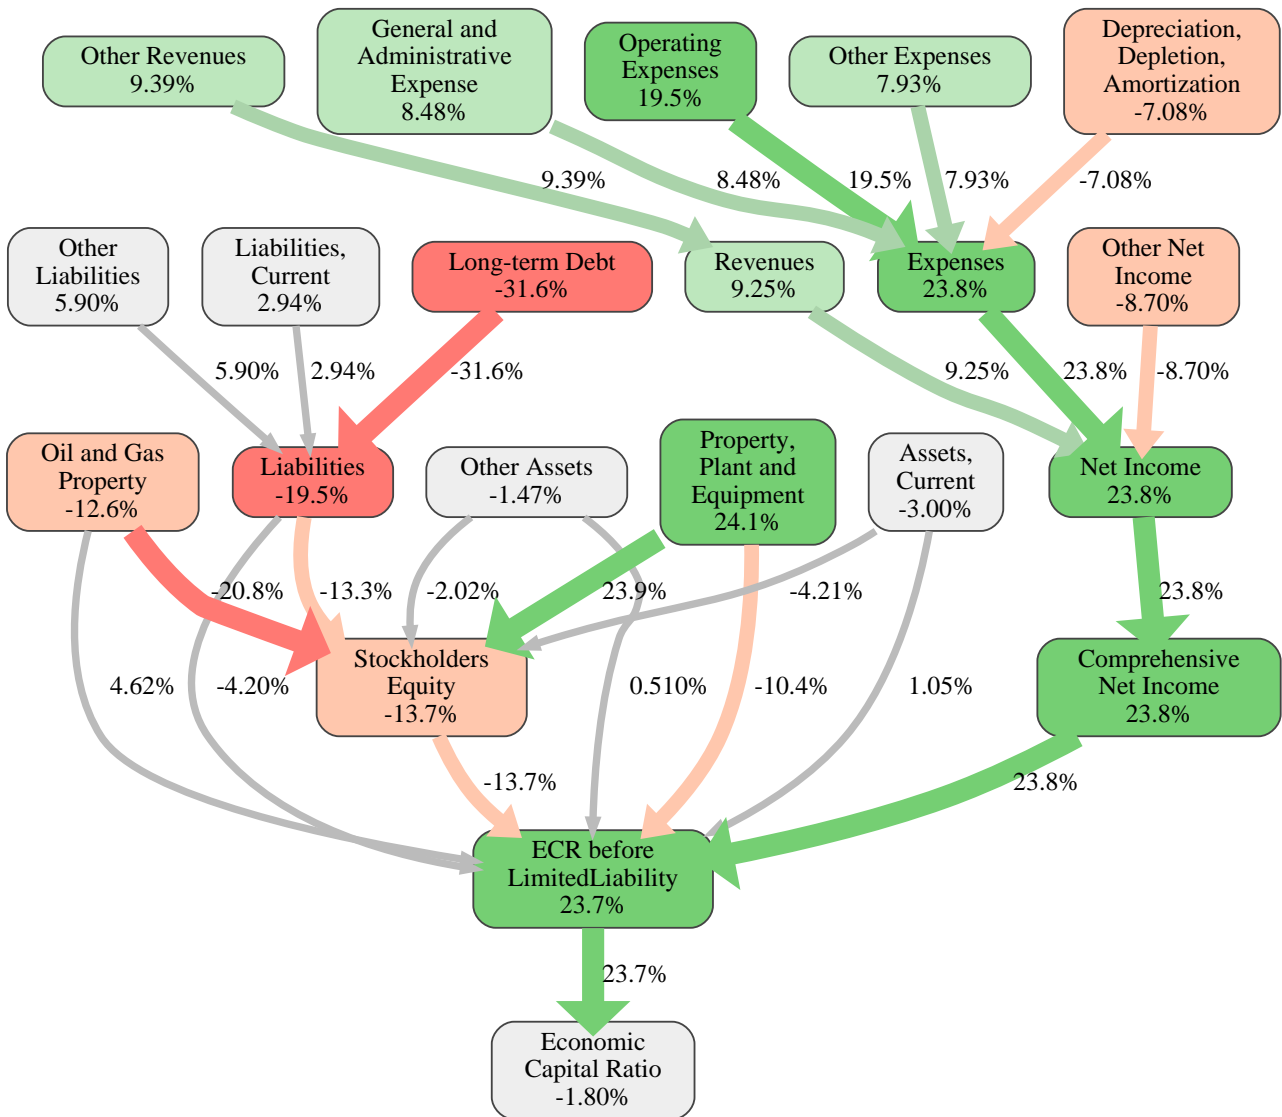 Other Revenues
9.39%
General and
Administrative
Expense
8.48%
Operating
Expenses
19.5%
Other Expenses
7.93%
Depreciation,
Depletion,
Amortization
-7.08%
9.39%
8.48%
19.5%
7.93%
-7.08%
Other
Liabilities
5.90%
Liabilities,
Current
2.94%
Long-term Debt
-31.6%
Revenues
9.25%
Expenses
23.8%
Other Net
Income
-8.70%
5.90%
2.94%
-31.6%
9.25%
23.8%
-8.70%
Oil and Gas
Property
-12.6%
Liabilities
-19.5%
Other Assets
-1.47%
Property,
Plant and
Equipment
24.1%
Assets,
Current
-3.00%
Net Income
23.8%
-20.8%
-13.3%
-2.02%
23.9%
-4.21%
23.8%
Stockholders
Equity
-13.7%
Comprehensive
Net Income
23.8%
4.62%
-4.20%
0.510%
-10.4%
1.05%
-13.7%
23.8%
ECR before
LimitedLiability
23.7%
23.7%
Economic
Capital Ratio
-1.80%